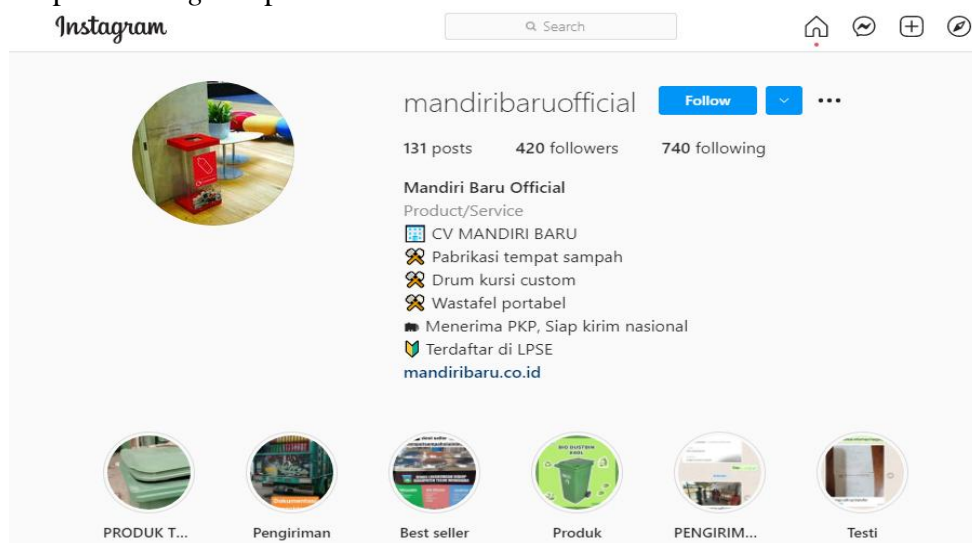 Instagram
Search
mandiribaruofficial Follow
131 posts 420 followers 740 following
Mandiri Baru Official
Product/Service
CV MANDIRI BARU
Pabrikasi tempat sampah
Drum kursi custom
Wastafel portabel
Menerima PKP, Siap kirim nasional
Terdaftar di LPSE
mandiribaru.co.id
BIO DUSTBIN
PRODUK T... Pengiriman Best seller Produk PENGIRIM... Testi